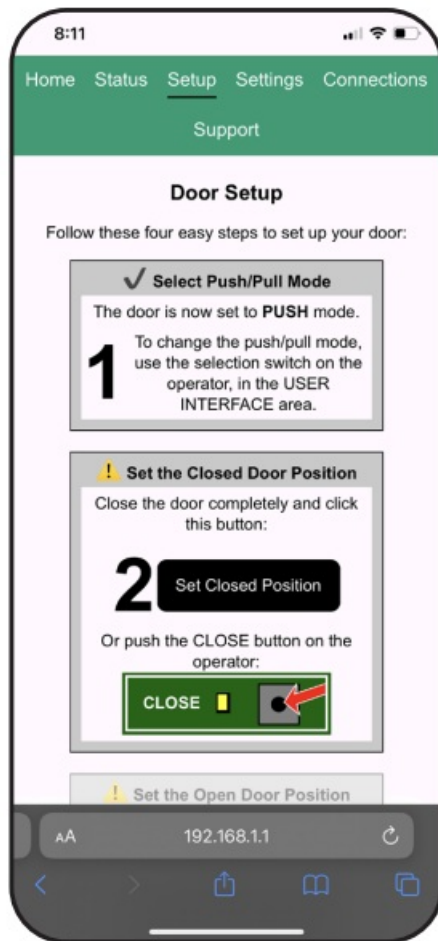 8:11
Home Status Setup Settings Connections
Support
Door Setup
Follow these four easy steps to set up your door:
Select Push/Pull Mode
The door is now set to PUSH mode.
1
To change the push/pull mode,
use the selection switch on the
operator, in the USER
INTERFACE area.
Set the Closed Door Position
Close the door completely and click
this button:
2
Set Closed Position
Or push the CLOSE button on the
operator:
CLOSE
Set the Open Door Position
AA
192.168.1.1